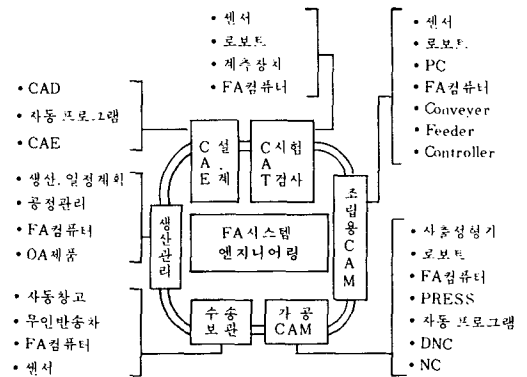 • 센서
• 로보트
• 계측장치
• FA컴퓨터
• 센서
• 로보트
• PC
• FA컴퓨터
• Conveyer
• Feeder
• Controller
• CAD
• 자동 프로그램
• CAE
CAE 설.계
CAT 시험검사
• 생산.일정계획
• 공정관리
• FA컴퓨터
• OA제품
생산관리
FA시스템
엔지니어링
조립용CAM
• 사출성형기
• 로보트
• FA컴퓨터
• PRESS
• 자동 프로그램
• DNC
• NC
• 자동창고
• 무인반송차
• FA컴퓨터
• 센서
수송
보관
가공
CAM